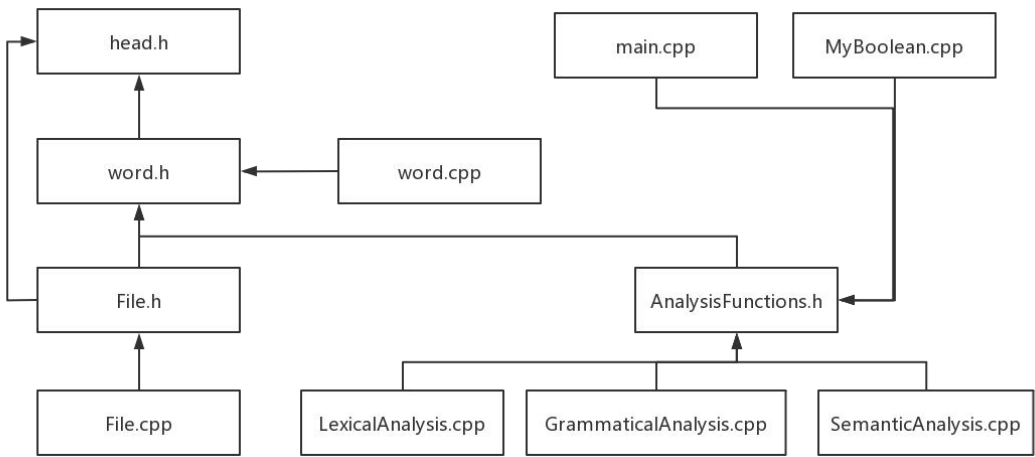 head.h
main.cpp
MyBoolean.cpp
word.h
word.cpp
File.h
AnalysisFunctions.h
File.cpp
LexicalAnalysis.cpp
GrammaticalAnalysis.cpp
SemanticAnalysis.cpp